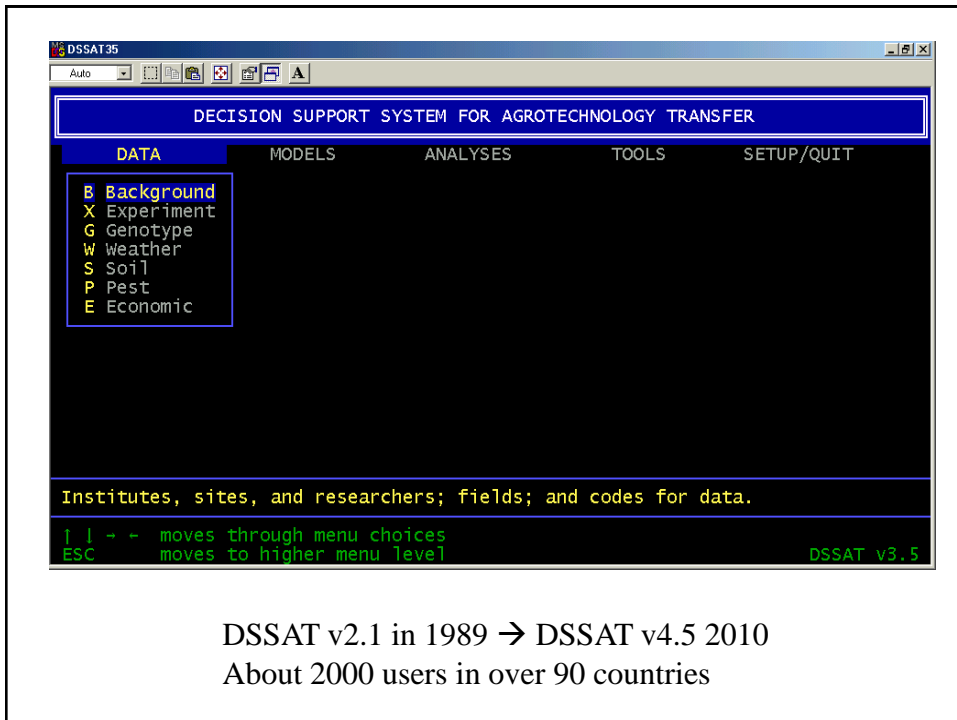 DSSAT35
Auto
A
DECISION SUPPORT SYSTEM FOR AGROTECHNOLOGY TRANSFER
DATA MODELS ANALYSES TOOLS SETUP/QUIT
B Background
X Experiment
G Genotype
W Weather
S Soil
P Pest
E Economic
Institutes, sites, and researchers; fields; and codes for data.
↑ ↓ → ← moves through menu choices
ESC moves to higher menu level DSSAT v3.5
DSSAT v2.1 in 1989 → DSSAT v4.5 2010
About 2000 users in over 90 countries